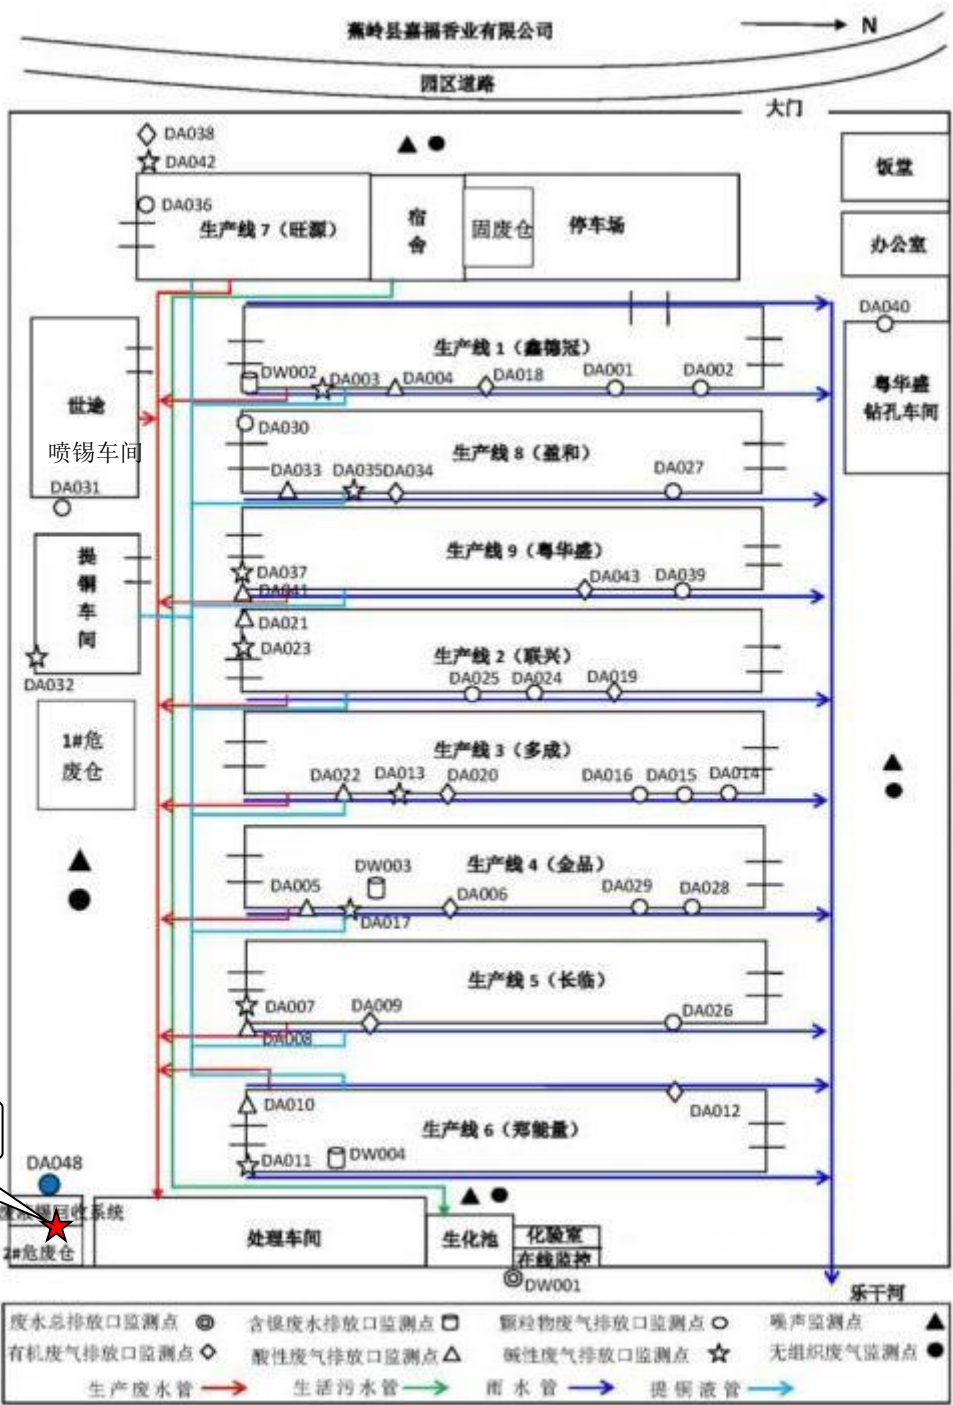 蕉岭县嘉福香业有限公司
N
园区道路
大门
DA038
DA042
DA036
生产线 7（旺源）
宿舍
固废仓
停车场
饭堂
办公室
DA040
粤华盛
钻孔车间
生产线 1（鑫德冠）
DW002
DA003
DA004
DA018
DA001
DA002
世途
喷锡车间
DA031
DA030
生产线 8（盈和）
DA033
DA035
DA034
DA027
提铜车间
DA032
生产线 9（粤华盛）
DA037
DA041
DA043
DA039
DA021
DA023
生产线 2（联兴）
DA025
DA024
DA019
1#危
废仓
生产线 3（多成）
DA022
DA013
DA020
DA016
DA015
DA014
生产线 4（金品）
DW003
DA005
DA017
DA006
DA029
DA028
生产线 5（长临）
DA007
DA008
DA009
DA026
DA010
DA012
生产线 6（郑能量）
DA011
DW004
DA048
回收系统
2#危废仓
处理车间
生化池
化验室
在线监控
DW001
乐干河
废水总排放口监测点 含镍废水排放口监测点 颗粒物废气排放口监测点 噪声监测点
有机废气排放口监测点 酸性废气排放口监测点 碱性废气排放口监测点 无组织废气监测点
生产废水管 生活污水管 雨水管 提铜液管